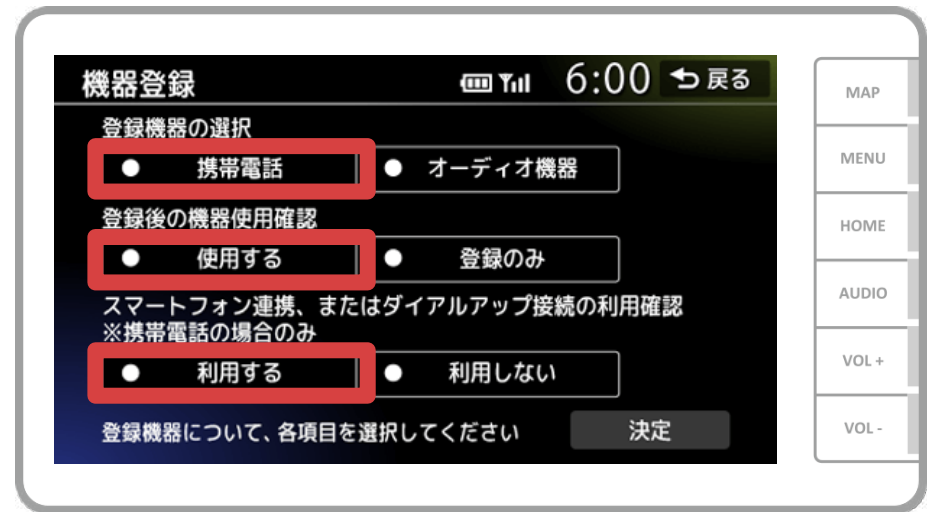 機器登録 6:00 戻る
登録機器の選択
携帯電話 オーディオ機器
登録後の機器使用確認
使用する 登録のみ
スマートフォン連携、またはダイアルアップ接続の利用確認
※携帯電話の場合のみ
利用する 利用しない
登録機器について、各項目を選択してください 決定
MAP
MENU
HOME
AUDIO
VOL +
VOL -